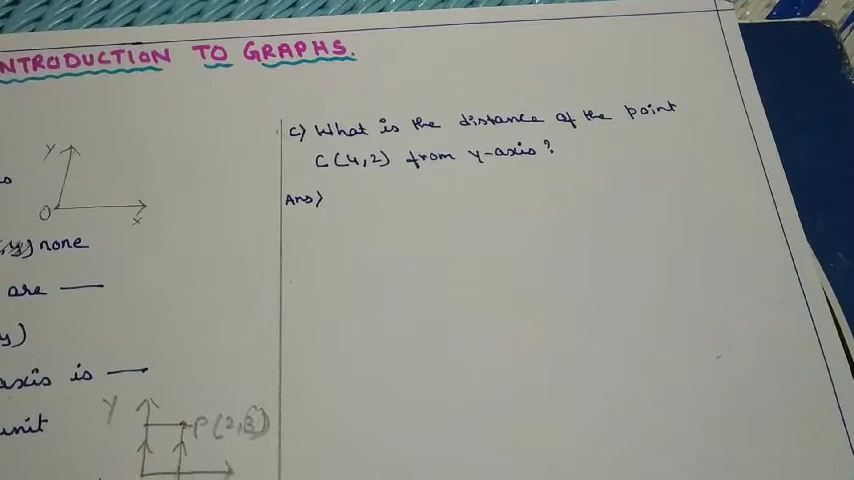 NTRODUCTION TO GRAPHS.
Y
O
X
none
are
y)
axis is
unit
Y
P(2,3)
c) What is the distance of the point
C(4,2) from y-axis?
Ans)